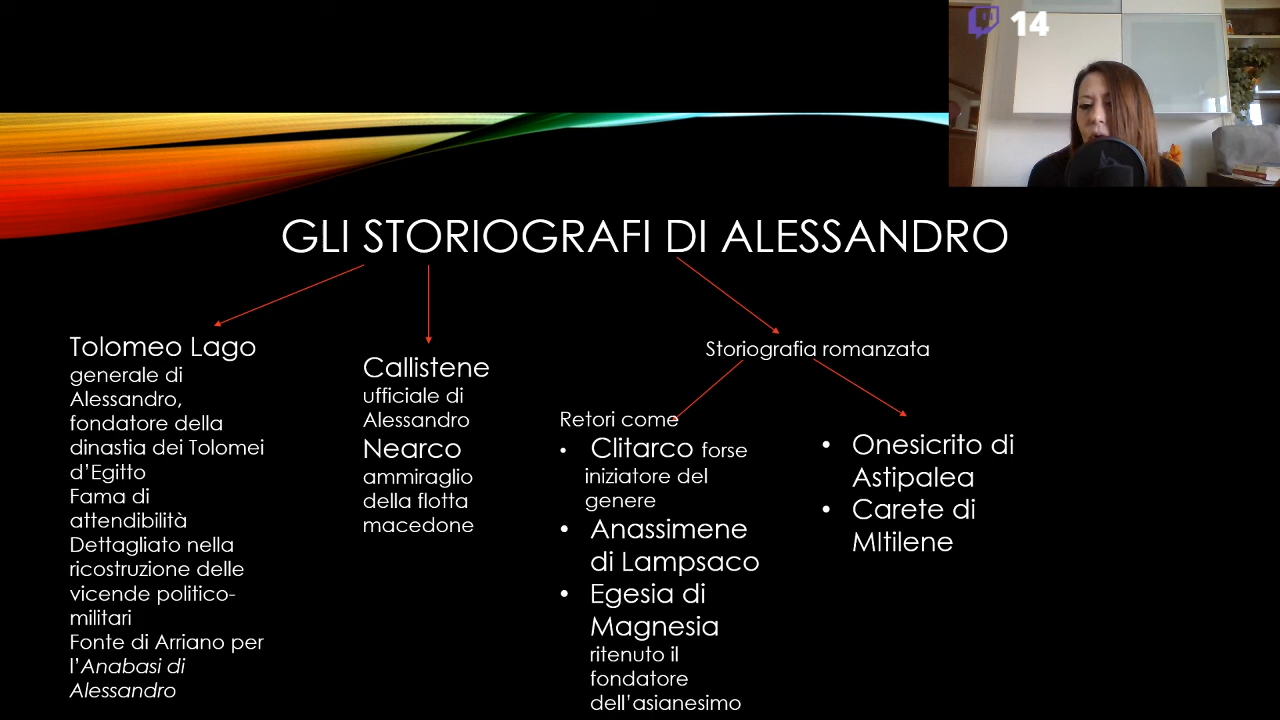 14
GLI STORIOGRAFI DI ALESSANDRO
Tolomeo Lago
generale di
Alessandro,
fondatore della
dinastia dei Tolomei
d'Egitto
Fama di
attendibilità
Dettagliato nella
ricostruzione delle
vicende politico-
militari
Fonte di Arriano per
l'Anabasi di
Alessandro
Callistene
ufficiale di
Alessandro
Nearco
ammiraglio
della flotta
macedone
Storiografia romanzata
Retori come
• Clitarco forse
iniziatore del
genere
• Anassimene
di Lampsaco
• Egesia di
Magnesia
ritenuto il
fondatore
dell'asianesimo
• Onesicrito di
Astipalea
• Carete di
MItilene